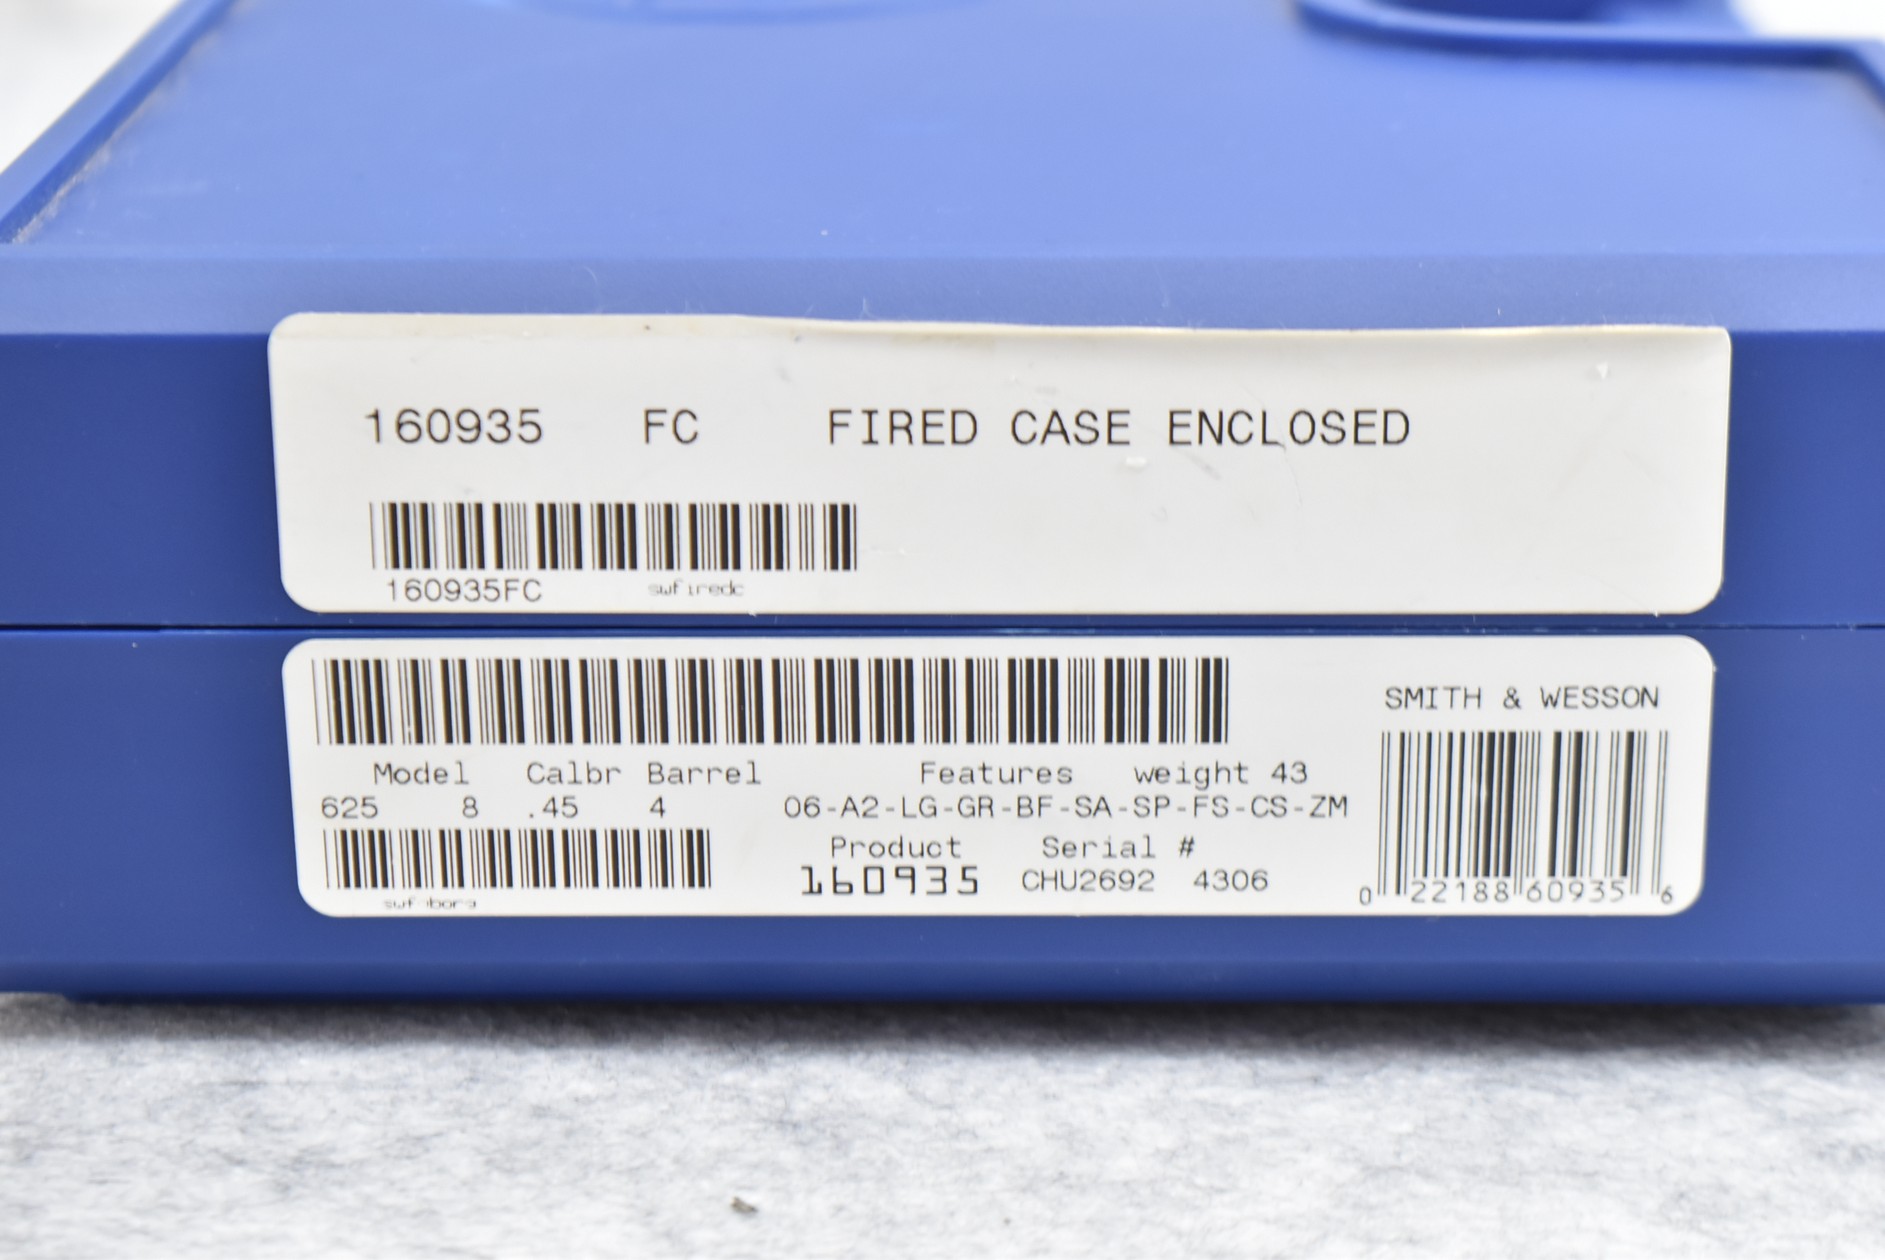 160935 FC FIRED CASE ENCLOSED
160935FC swfiredc
SMITH & WESSON
Model Calbr Barrel Features weight 43
625 8 .45 4 06-A2-LG-GR-BF-SA-SP-FS-CS-ZM
Product Serial #
160935 CHU2692 4306
0 22188 60935 6